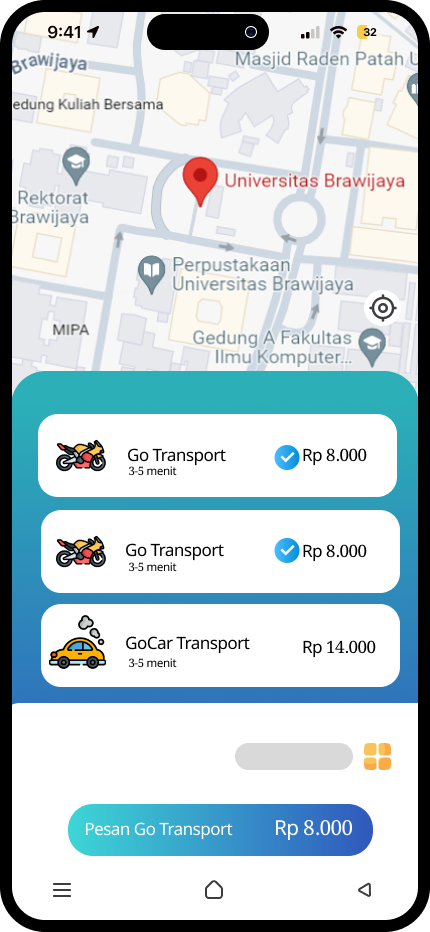 9:41
32
Brawijaya
Masjid Raden Patah U
edung Kuliah Bersama
Universitas Brawijaya
Rektorat
Brawijaya
Perpustakaan
Universitas Brawijaya
MIPA
Gedung A Fakultas
Ilmu Komputer...
Go Transport
Rp 8.000
3-5 menit
Go Transport
Rp 8.000
3-5 menit
GoCar Transport
Rp 14.000
3-5 menit
Pesan Go Transport
Rp 8.000